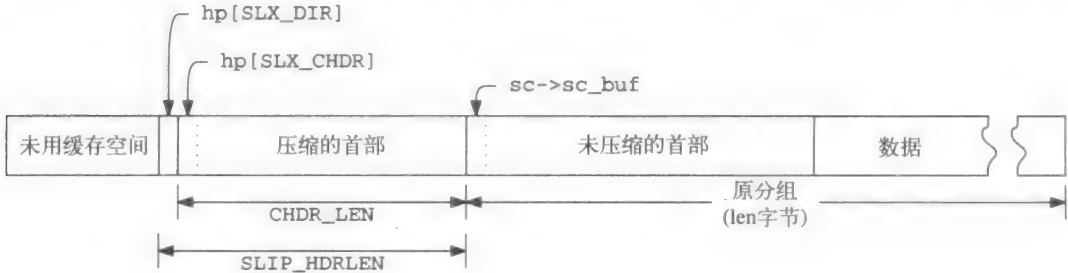 hp[SLX_DIR]
hp[SLX_CHDR]
sc->sc_buf
未用缓存空间 压缩的首部 未压缩的首部 数据
原分组
CHDR_LEN (len字节)
SLIP_HDRLEN